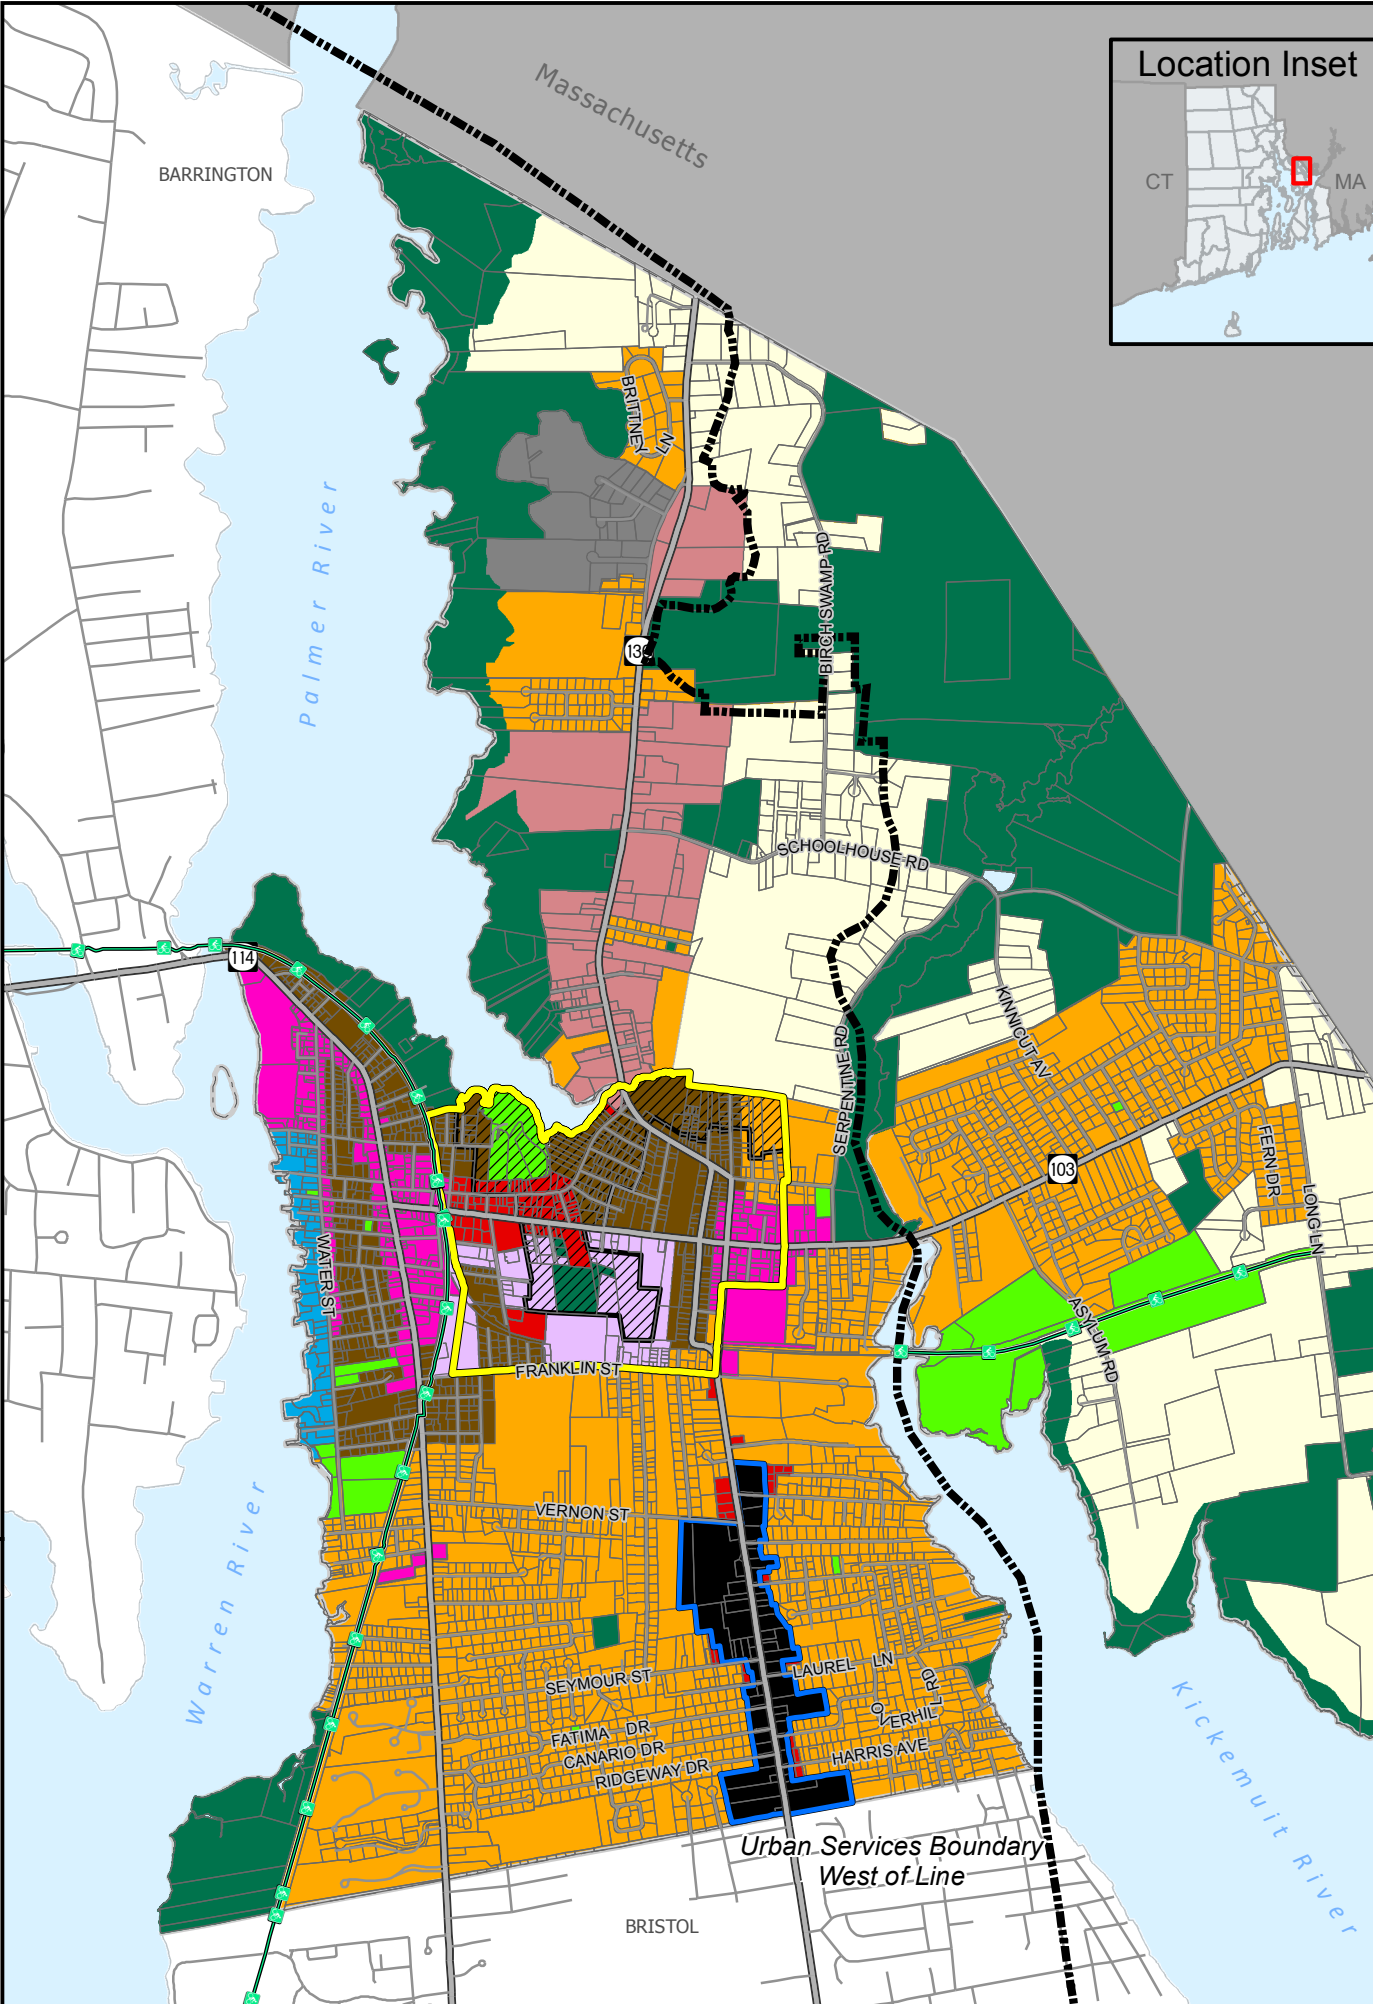 Location Inset
Massachusetts
BARRINGTON
CT
MA
BRITTNEY
LN
Palmer River
BIRCH SWAMP RD
SCHOOLHOUSE RD
114
KINNICUT AV
SERPENTINE RD
103
FERN DR
LONG LN
WATER ST
ASYLUM RD
FRANKLIN ST
VERNON ST
Warren River
LAUREL LN
SEYMOUR ST
OVERHILL RD
FATIMA DR
CANARIO DR
HARRIS AVE
RIDGEWAY DR
Kickemuit River
Urban Services Boundary
West of Line
BRISTOL